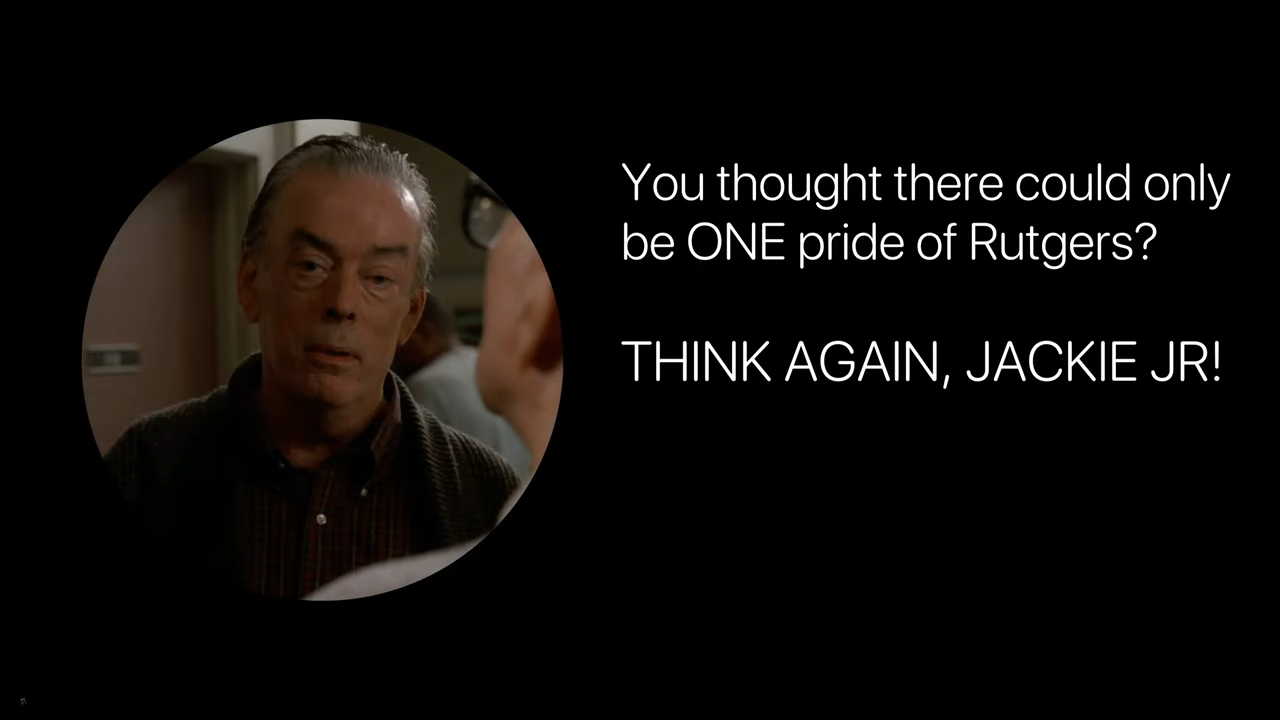 You thought there could only
be ONE pride of Rutgers?
THINK AGAIN, JACKIE JR!